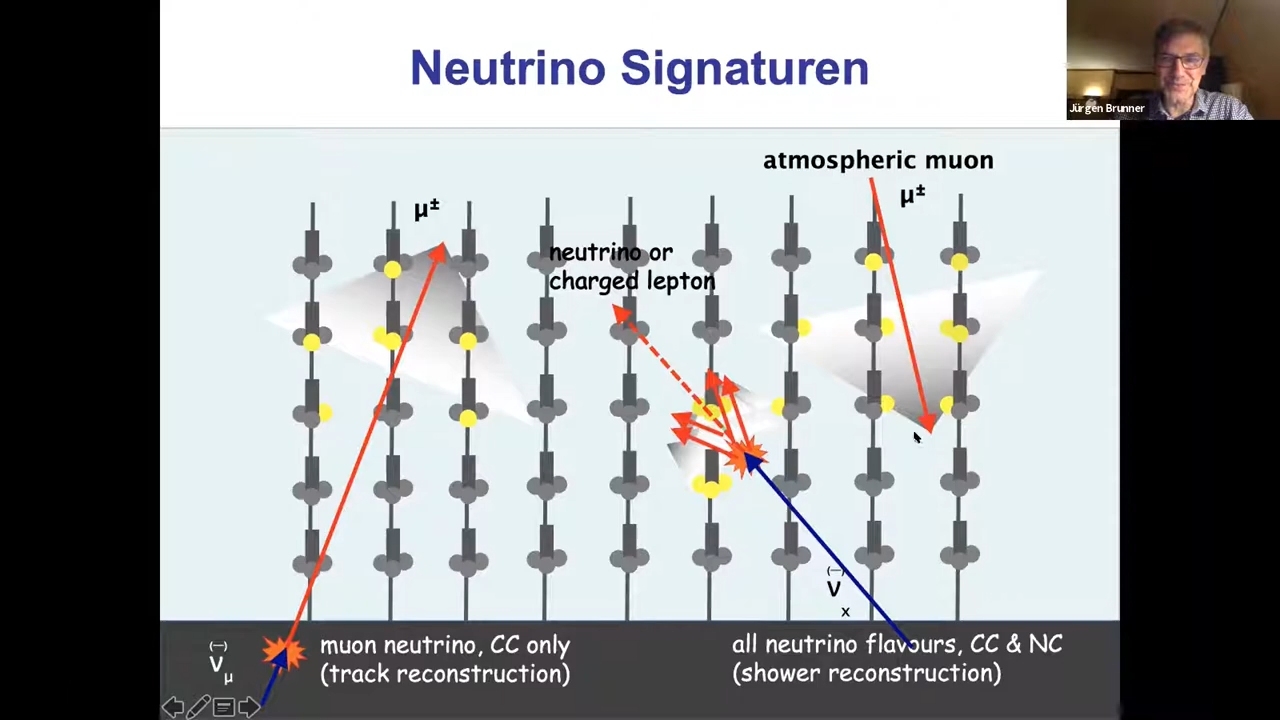 Neutrino Signaturen
Jürgen Brunner
atmospheric muon
μ±
μ±
neutrino or
charged lepton
(—)
ν
x
(—)
ν
μ
muon neutrino, CC only
(track reconstruction)
all neutrino flavours, CC & NC
(shower reconstruction)